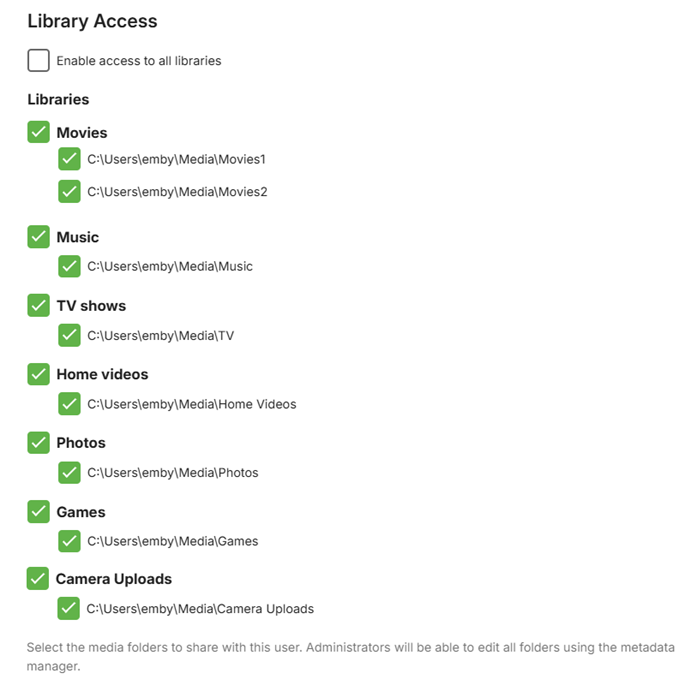 Library Access
Enable access to all libraries
Libraries
Movies
C:\Users\emby\Media\Movies1
C:\Users\emby\Media\Movies2
Music
C:\Users\emby\Media\Music
TV shows
C:\Users\emby\Media\TV
Home videos
C:\Users\emby\Media\Home Videos
Photos
C:\Users\emby\Media\Photos
Games
C:\Users\emby\Media\Games
Camera Uploads
C:\Users\emby\Media\Camera Uploads
Select the media folders to share with this user. Administrators will be able to edit all folders using the metadata
manager.